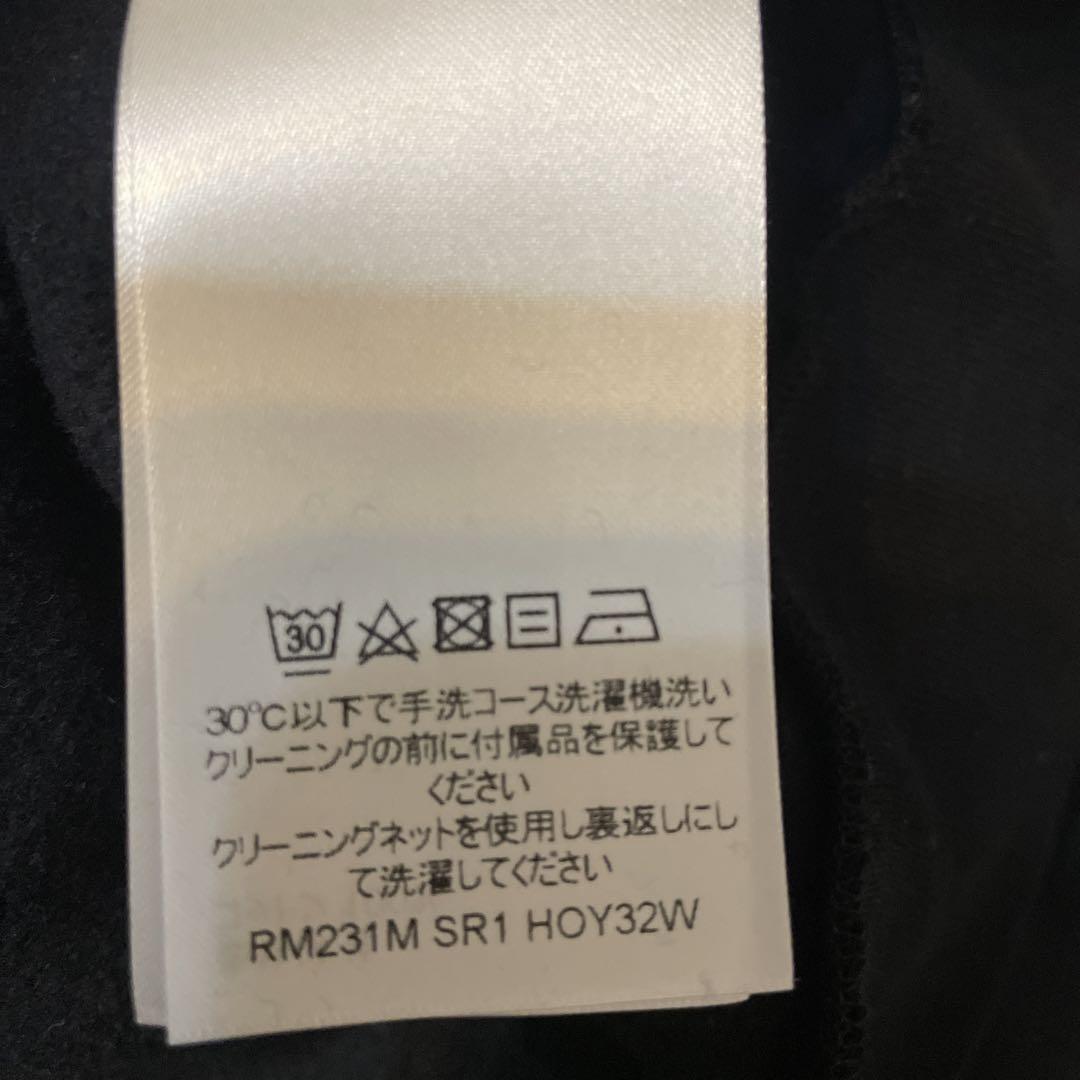 30
30°C以下で手洗コース洗濯機洗い
クリーニングの前に付属品を保護して
ください
クリーニングネットを使用し裏返しにし
て洗濯してください
RM231M SR1 HOY32W